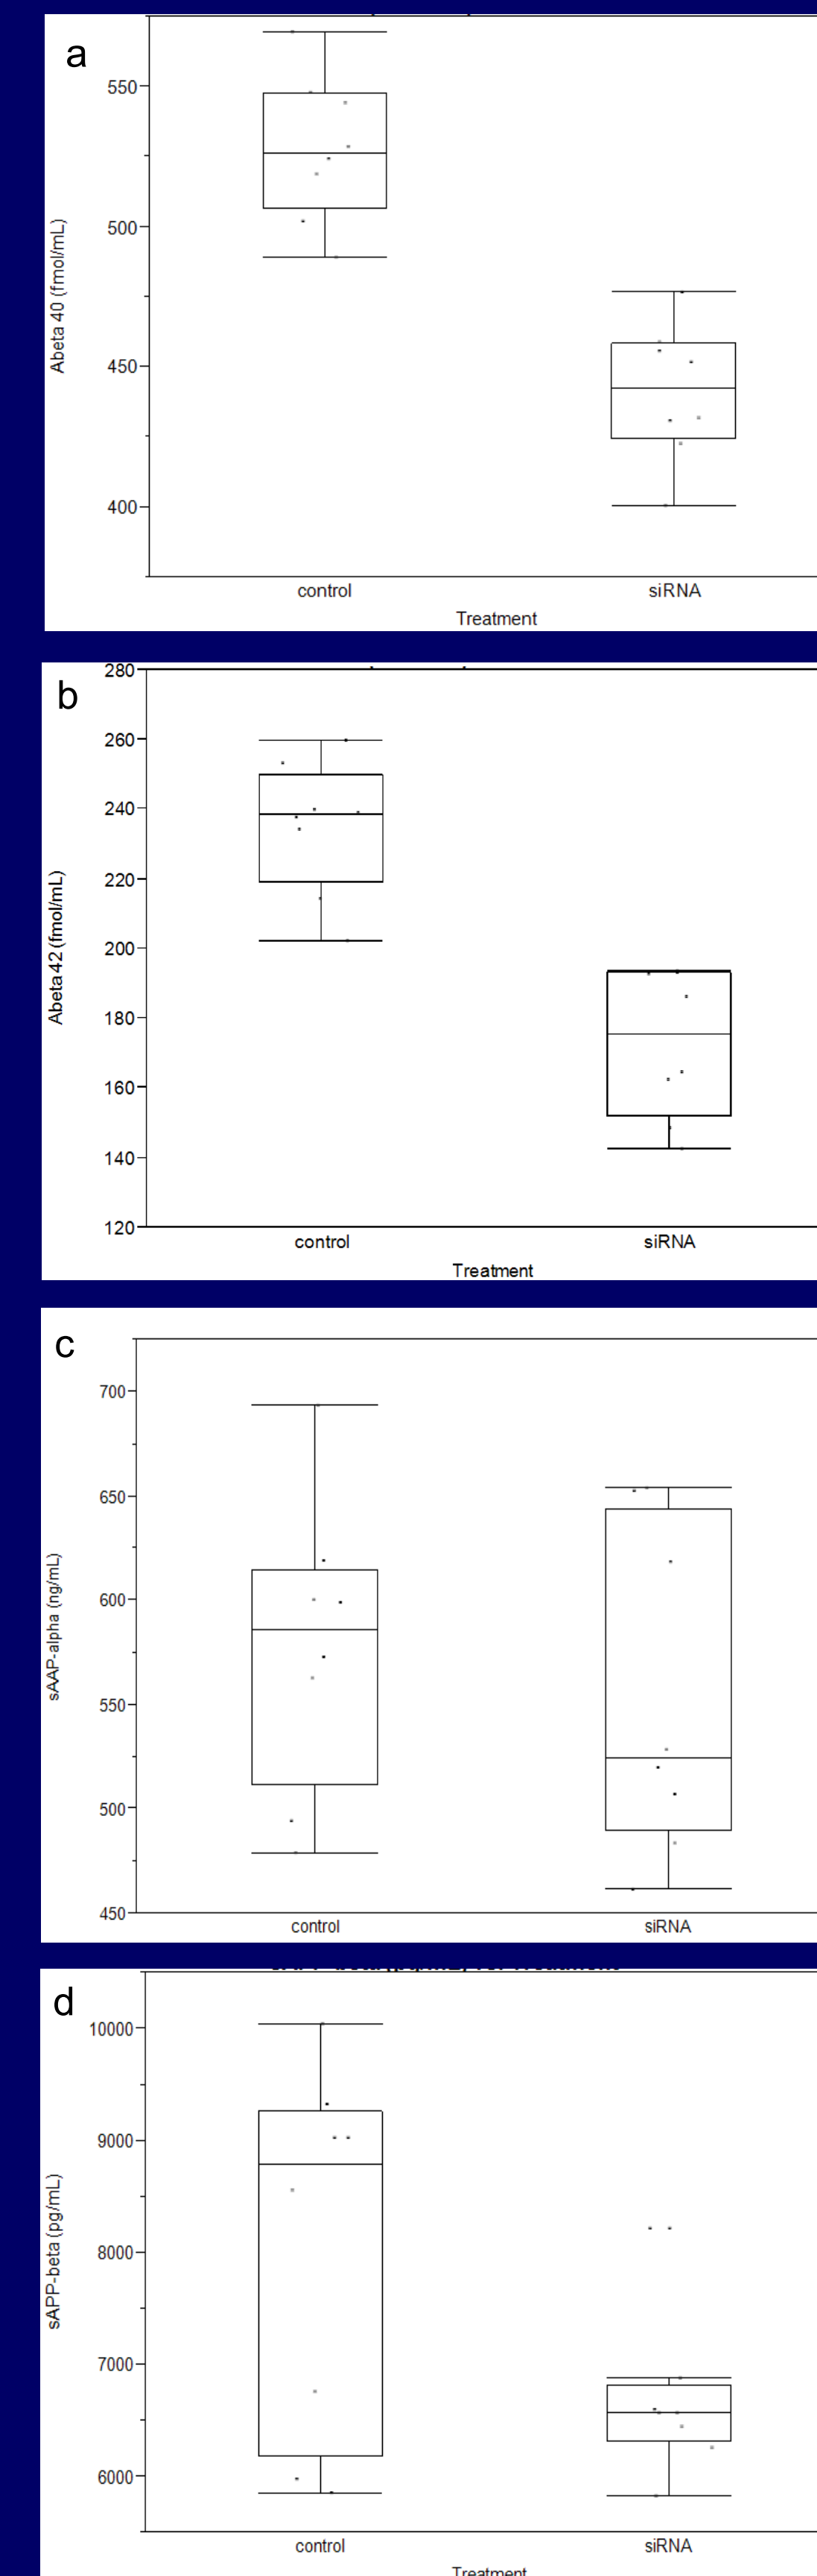 a
550
500
450
400
Abeta 40 (fmol/mL)
control siRNA
Treatment
b
280
260
240
220
200
180
160
140
120
Abeta 42 (fmol/mL)
control siRNA
Treatment
c
700
650
600
550
500
450
sAAP-alpha (ng/mL)
control siRNA
d
10000
9000
8000
7000
6000
sAPP-beta (pg/mL)
control siRNA
Treatment